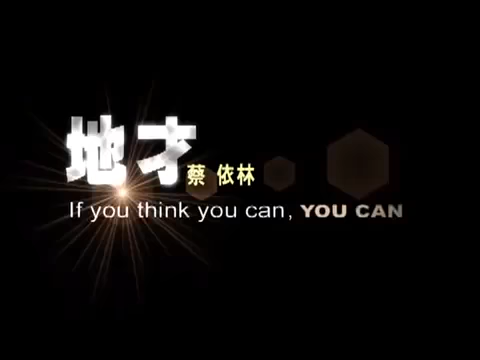 地才
蔡依林
If you think you can, YOU CAN